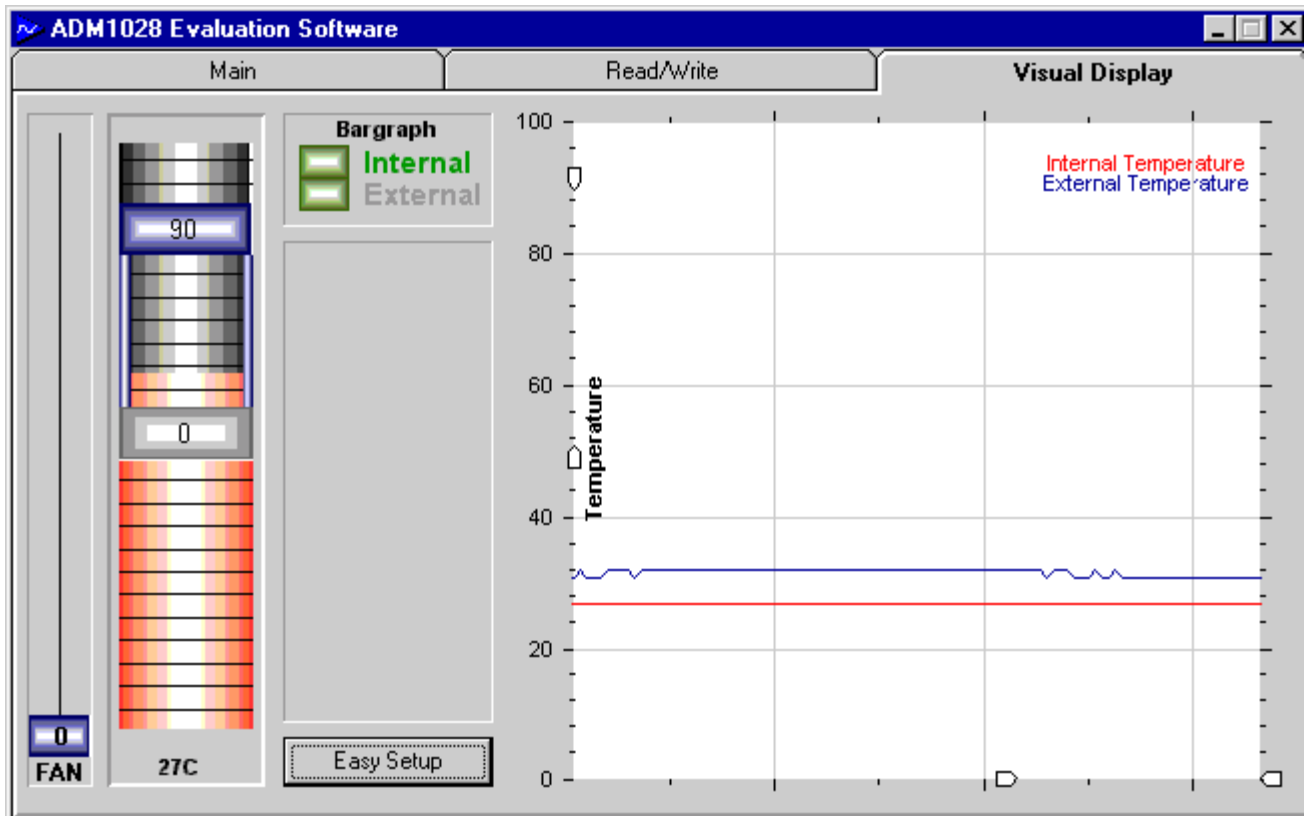 ADM1028 Evaluation Software
Main
Read/Write
Visual Display
90
0
27C
0
FAN
Bargraph
Internal
External
Easy Setup
100
80
60
40
20
0
Temperature
Internal Temperature
External Temperature